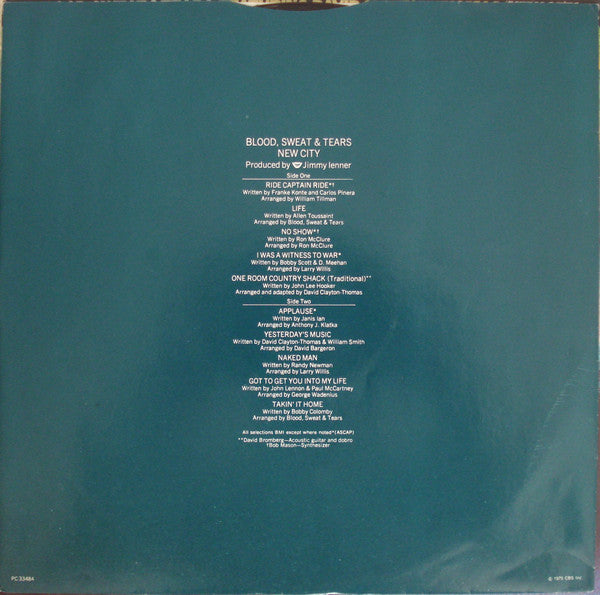 BLOOD, SWEAT & TEARS
NEW CITY
Produced by Jimmy Ienner
Side One
RIDE CAPTAIN RIDE*†
Written by Franke Konte and Carlos Pinera
Arranged by William Tillman
LIFE
Written by Allen Toussaint
Arranged by Blood, Sweat & Tears
NO SHOW*†
Written by Ron McClure
Arranged by Ron McClure
I WAS A WITNESS TO WAR*
Written by Bobby Scott & D. Meehan
Arranged by Larry Willis
ONE ROOM COUNTRY SHACK (Traditional)**
Written by John Lee Hooker
Arranged and adapted by David Clayton-Thomas
Side Two
APPLAUSE*
Written by Janis Ian
Arranged by Anthony J. Klatka
YESTERDAY'S MUSIC
Written by David Clayton-Thomas & William Smith
Arranged by David Bargeron
NAKED MAN
Written by Randy Newman
Arranged by Larry Willis
GOT TO GET YOU INTO MY LIFE
Written by John Lennon & Paul McCartney
Arranged by George Wadenius
TAKIN' IT HOME
Written by Bobby Colomby
Arranged by Blood, Sweat & Tears
All selections BMI except where noted*(ASCAP)
**David Bromberg—Acoustic guitar and dobro
†Bob Mason—Synthesizer
PC 33484
© 1975 CBS Inc.